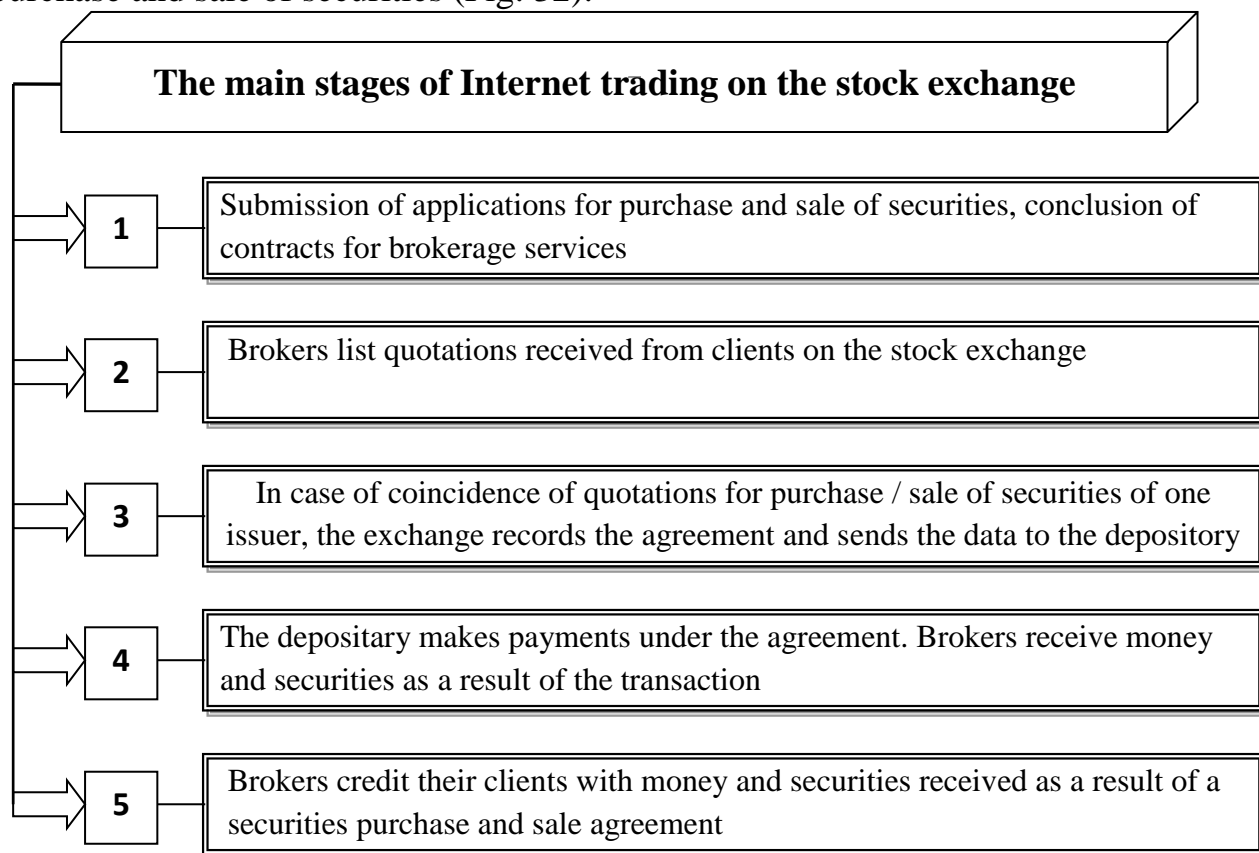 purchase and sale of securities (Fig. 32).
The main stages of Internet trading on the stock exchange
1
Submission of applications for purchase and sale of securities, conclusion of
contracts for brokerage services
2
Brokers list quotations received from clients on the stock exchange
3
In case of coincidence of quotations for purchase / sale of securities of one
issuer, the exchange records the agreement and sends the data to the depository
4
The depositary makes payments under the agreement. Brokers receive money
and securities as a result of the transaction
5
Brokers credit their clients with money and securities received as a result of a
securities purchase and sale agreement